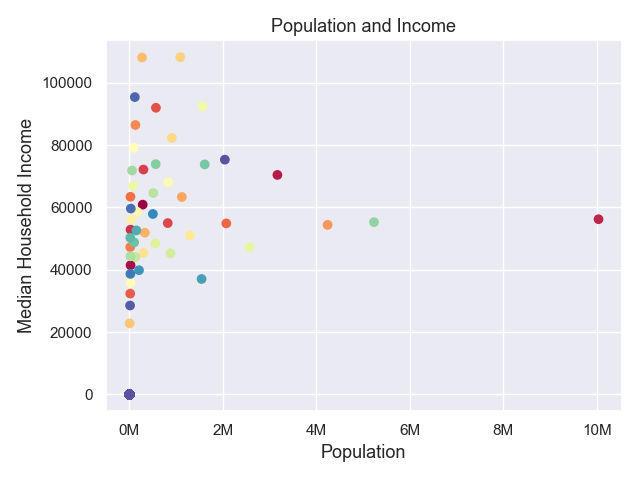 Population and Income
Median Household Income
100000
80000
60000
40000
20000
0
0M 2M 4M 6M 8M 10M
Population